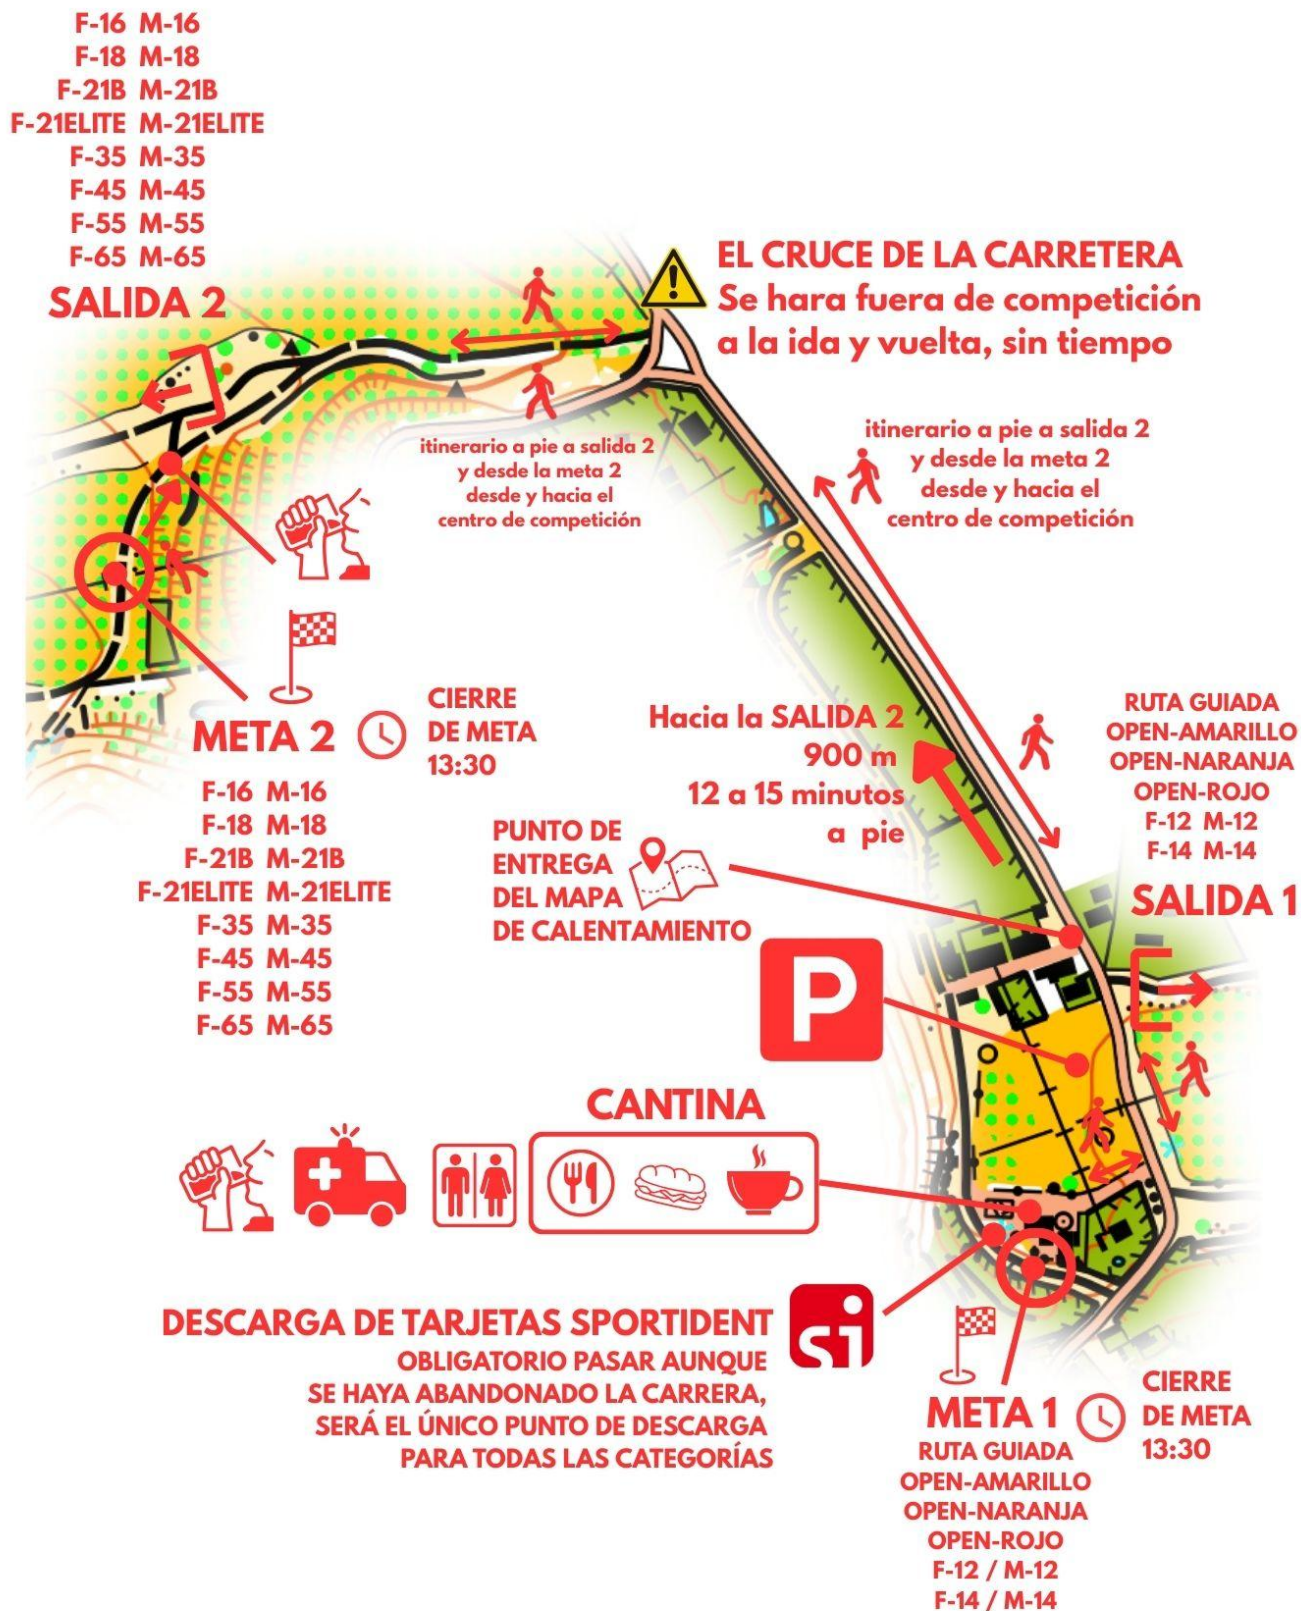 F-16 M-16
F-18 M-18
F-21B M-21B
F-21ELITE M-21ELITE
F-35 M-35
F-45 M-45
F-55 M-55
F-65 M-65
SALIDA 2
EL CRUCE DE LA CARRETERA
Se hara fuera de competición
a la ida y vuelta, sin tiempo
itinerario a pie a salida 2
y desde la meta 2
desde y hacia el
centro de competición
itinerario a pie a salida 2
y desde la meta 2
desde y hacia el
centro de competición
META 2
CIERRE
DE META
13:30
F-16 M-16
F-18 M-18
F-21B M-21B
F-21ELITE M-21ELITE
F-35 M-35
F-45 M-45
F-55 M-55
F-65 M-65
Hacia la SALIDA 2
900 m
12 a 15 minutos
a pie
RUTA GUIADA
OPEN-AMARILLO
OPEN-NARANJA
OPEN-ROJO
F-12 M-12
F-14 M-14
SALIDA 1
PUNTO DE
ENTREGA
DEL MAPA
DE CALENTAMIENTO
P
CANTINA
DESCARGA DE TARJETAS SPORTIDENT
OBLIGATORIO PASAR AUNQUE
SE HAYA ABANDONADO LA CARRERA,
SERÁ EL ÚNICO PUNTO DE DESCARGA
PARA TODAS LAS CATEGORÍAS
si
META 1
CIERRE
DE META
13:30
RUTA GUIADA
OPEN-AMARILLO
OPEN-NARANJA
OPEN-ROJO
F-12 / M-12
F-14 / M-14